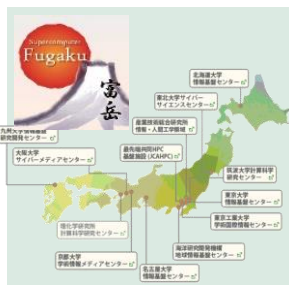 Supercomputer
Fugaku
富岳
北海道大学
情報基盤センター
東北大学サイバー
サイエンスセンター
産業技術総合研究所
情報・人間工学領域
九州大学情報基盤
研究開発センター
大阪大学
サイバーメディアセンター
最先端共同HPC
基盤施設（JCAHPC）
筑波大学計算科学
研究センター
東京大学
情報基盤センター
東京工業大学
学術国際情報センター
理化学研究所
計算科学研究センター
海洋研究開発機構
地球情報基盤センター
京都大学
学術情報メディアセンター
名古屋大学
情報基盤センター